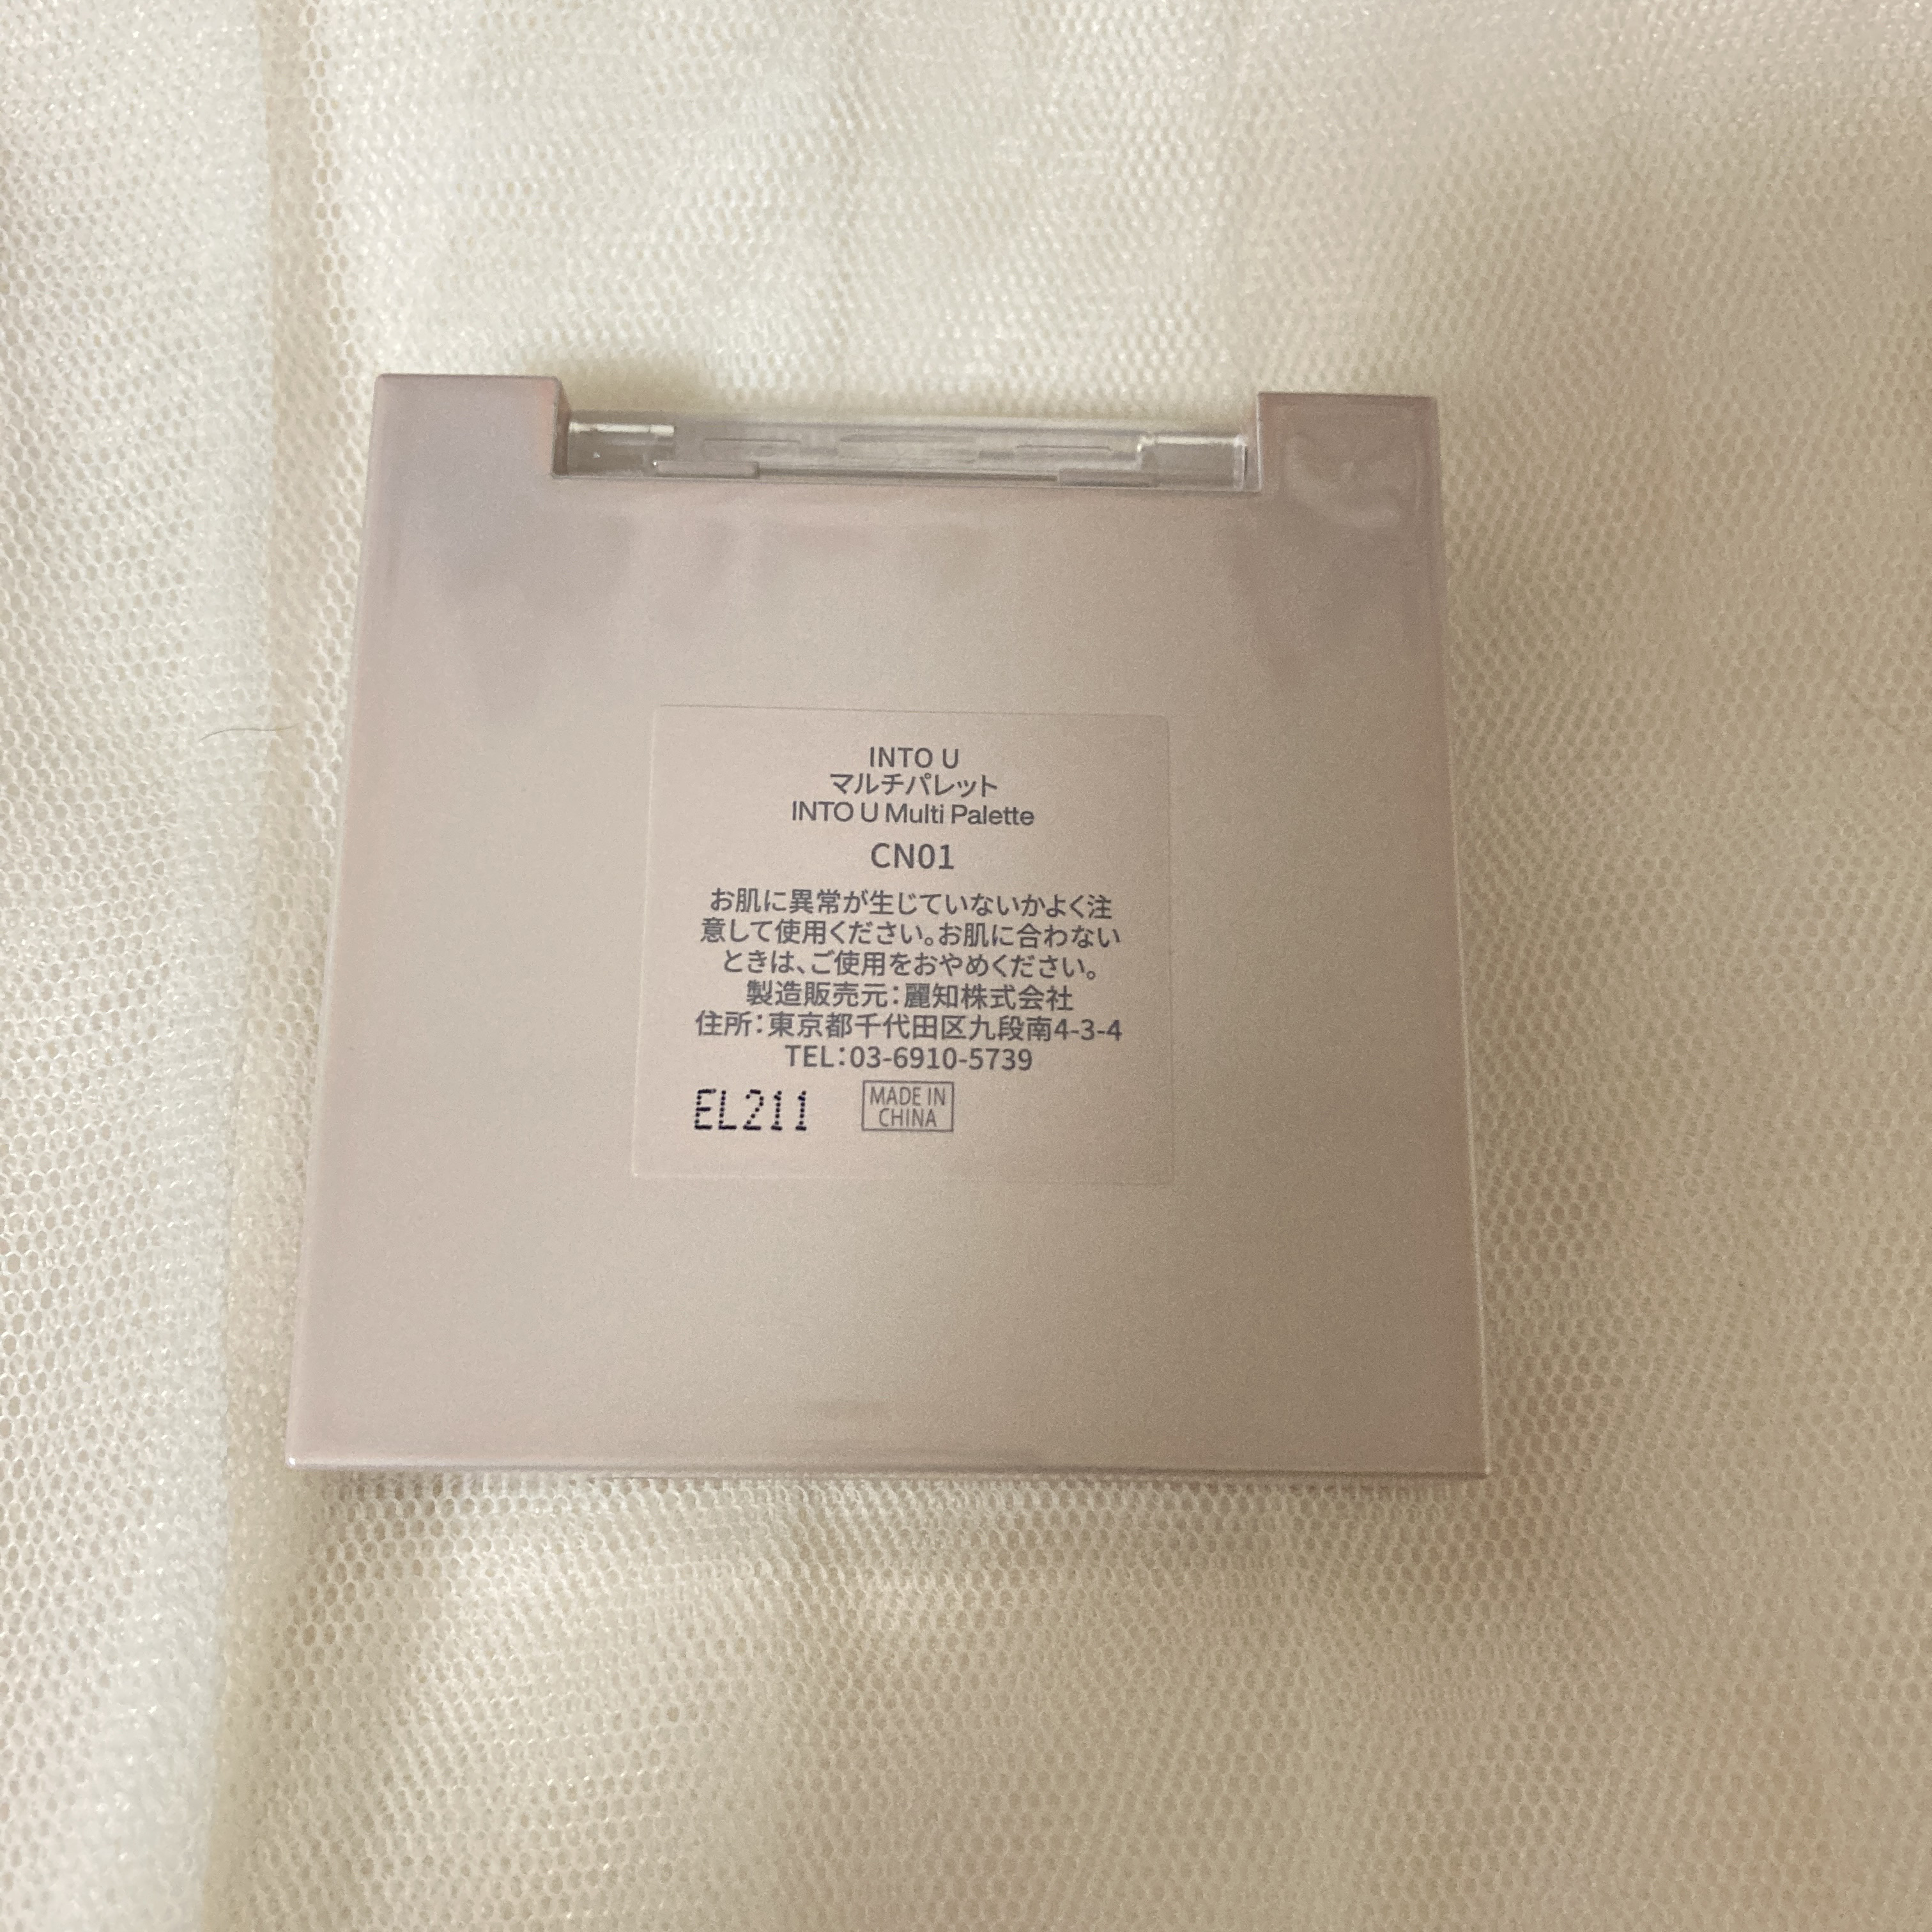 INTO U
マルチパレット
INTO U Multi Palette
CN01
お肌に異常が生じていないかよく注
意して使用ください。お肌に合わない
ときは、ご使用をおやめください。
製造販売元：麗知株式会社
住所：東京都千代田区九段南4-3-4
TEL：03-6910-5739
EL211
MADE IN
CHINA